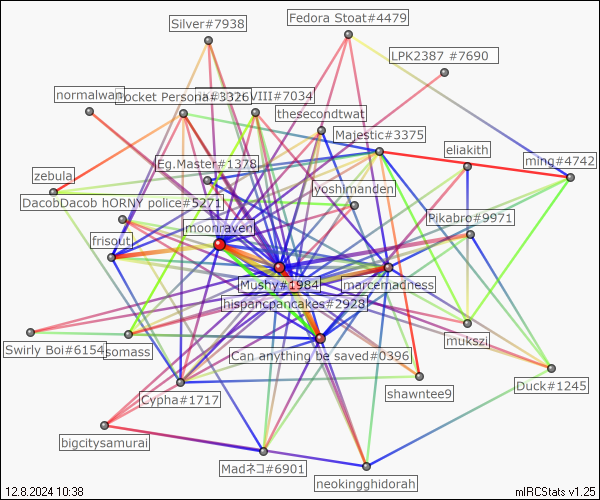 Silver#7938
Fedora Stoat#4479
LPK2387 #7690
normalwan
Rocket Persona#3326
VIII#7034
thesecondtwat
Majestic#3375
eliakith
ming#4742
zebula
Eg.Master#1378
yoshimanden
DacobDacob hORNY police#5271
Pikabro#9971
frisout
moohraven
Mushy#1984
marcemadness
hispancpancakes#2928
Swirly Boi#6154
somass
Can anything be saved#0396
mukszi
Cypha#1717
shawntee9
Duck#1245
bigcitysamurai
Madネコ#6901
neokingghidorah
12.8.2024 10:38
mIRCStats v1.25